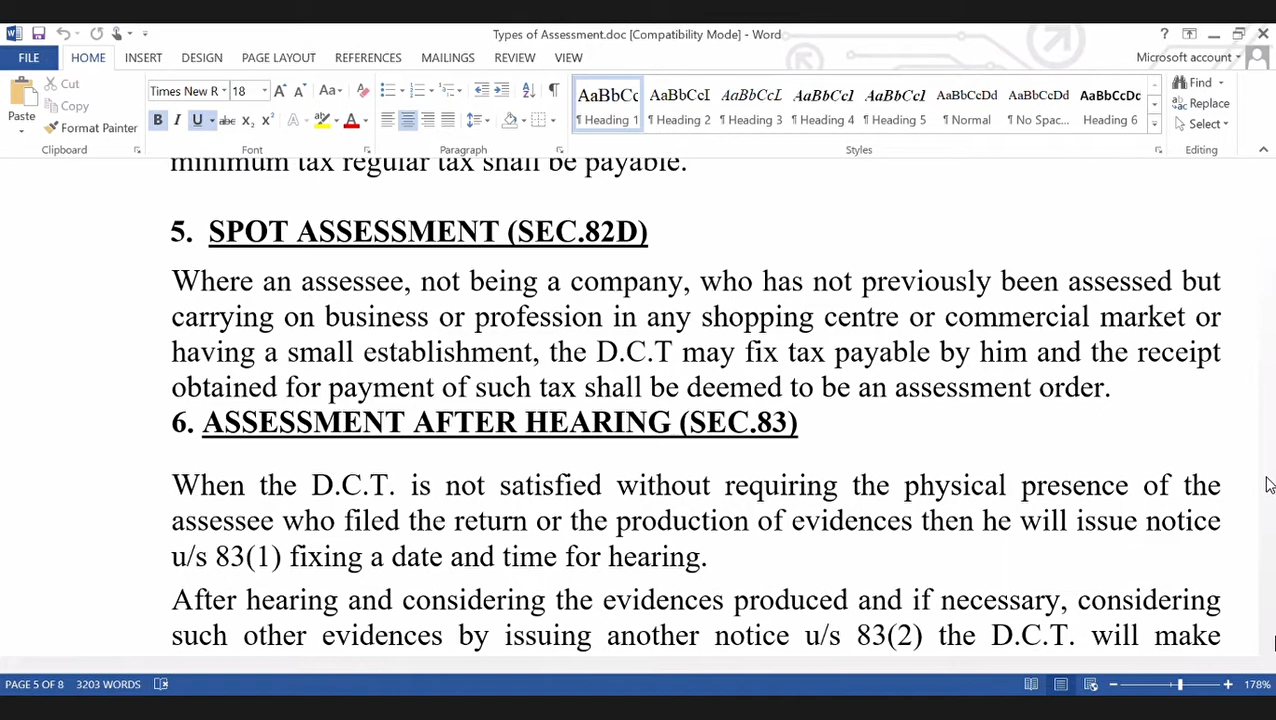 Types of Assessment.doc [Compatibility Mode] - Word
FILE HOME INSERT DESIGN PAGE LAYOUT REFERENCES MAILINGS REVIEW VIEW Microsoft account
Cut
Copy
Format Painter
Paste
Clipboard
Times New R 18
Font
Paragraph
AaBbCc AaBbCcI AaBbCcL AaBbCcI AaBbCcI AaBbCcDd AaBbCcDd AaBbCcDc
¶ Heading 1 ¶ Heading 2 ¶ Heading 3 ¶ Heading 4 ¶ Heading 5 ¶ Normal ¶ No Spac... Heading 6
Styles
Find
Replace
Select
Editing
minimum tax regular tax shall be payable.
5. SPOT ASSESSMENT (SEC.82D)
Where an assessee, not being a company, who has not previously been assessed but
carrying on business or profession in any shopping centre or commercial market or
having a small establishment, the D.C.T may fix tax payable by him and the receipt
obtained for payment of such tax shall be deemed to be an assessment order.
6. ASSESSMENT AFTER HEARING (SEC.83)
When the D.C.T. is not satisfied without requiring the physical presence of the
assessee who filed the return or the production of evidences then he will issue notice
u/s 83(1) fixing a date and time for hearing.
After hearing and considering the evidences produced and if necessary, considering
such other evidences by issuing another notice u/s 83(2) the D.C.T. will make
PAGE 5 OF 8 3203 WORDS 178%